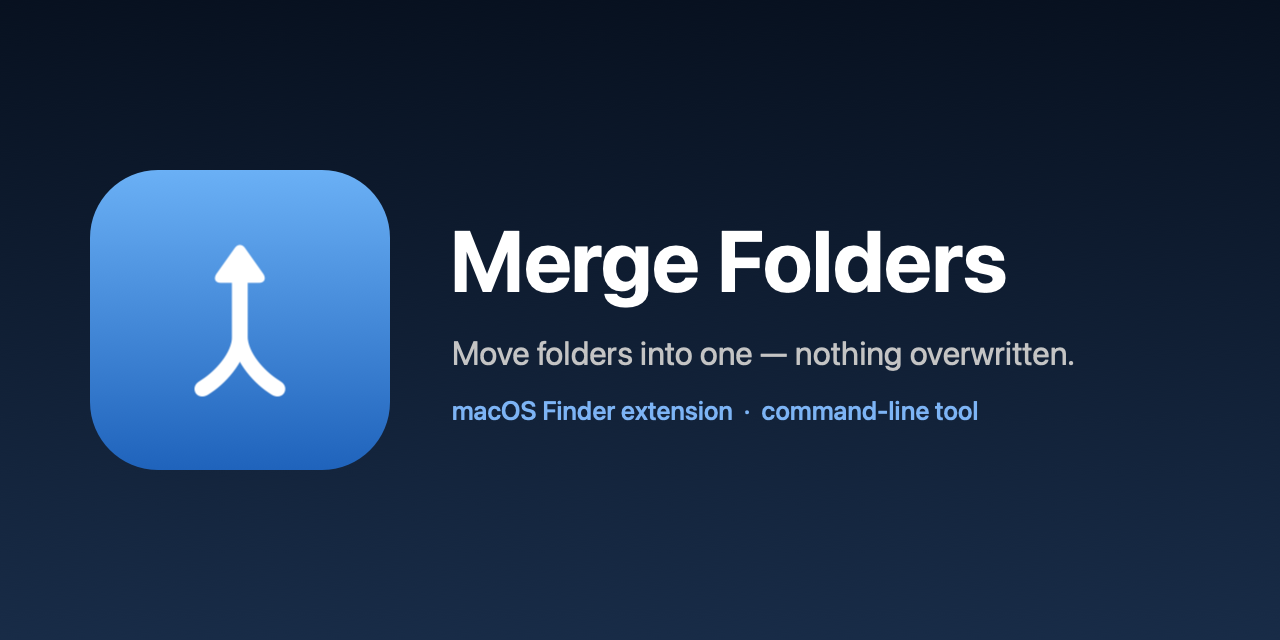 Merge Folders
Move folders into one — nothing overwritten.
macOS Finder extension · command-line tool